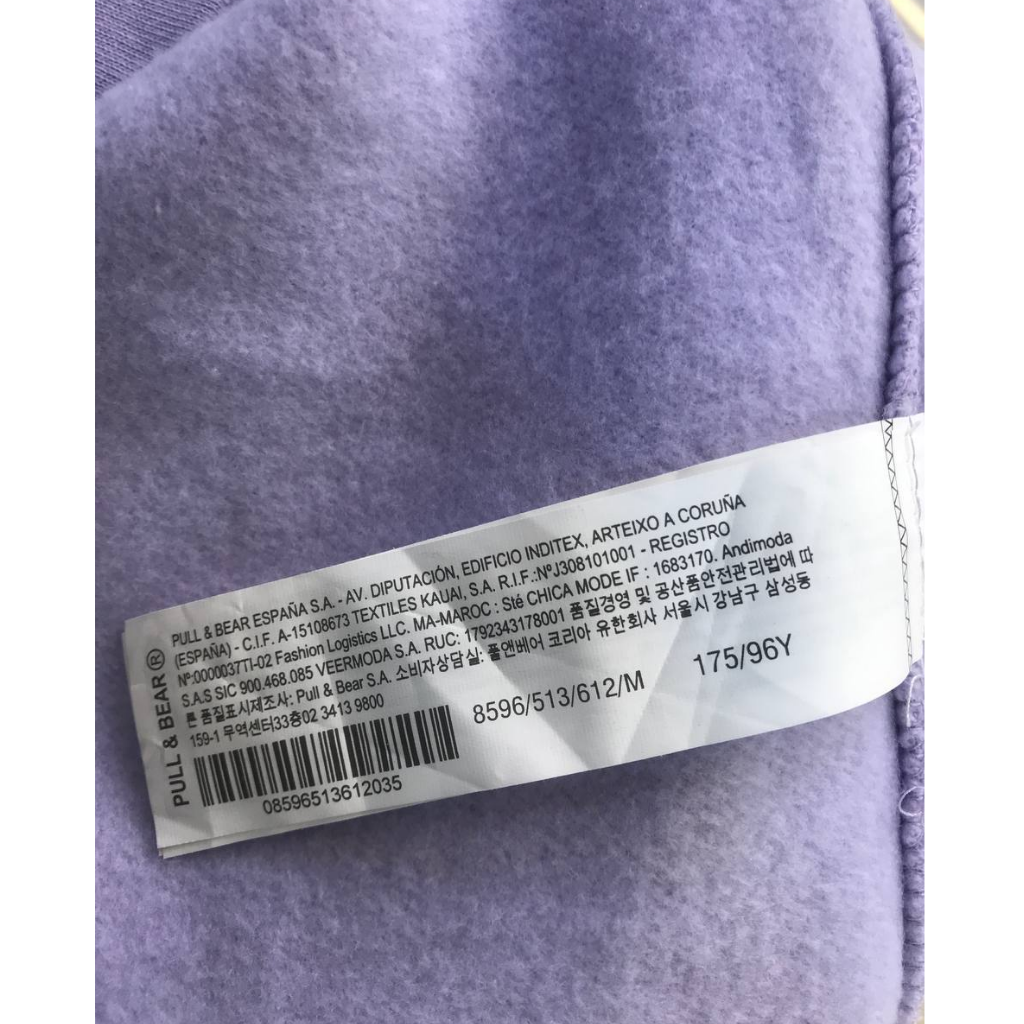 PULL & BEAR®
PULL & BEAR ESPAÑA S.A. - AV. DIPUTACIÓN, EDIFICIO INDITEX, ARTEIXO A CORUÑA
(ESPAÑA) - C.I.F. A-15108673 TEXTILES KAUAI, S.A. R.I.F.:NºJ308101001 - REGISTRO
Nº:0000037TI-02 Fashion Logistics LLC. MA-MAROC : Sté CHICA MODE IF : 1683170. Andimoda
S.A.S SIC 900.468.085 VEERMODA S.A. RUC: 1792343178001 품질경영 및 공산품안전관리법에 따
른 품질표시제조사: Pull & Bear S.A. 소비자상담실: 풀앤베어 코리아 유한회사 서울시 강남구 삼성동
159-1 무역센터33층02 3413 9800
8596/513/612/M
175/96Y
08596513612035